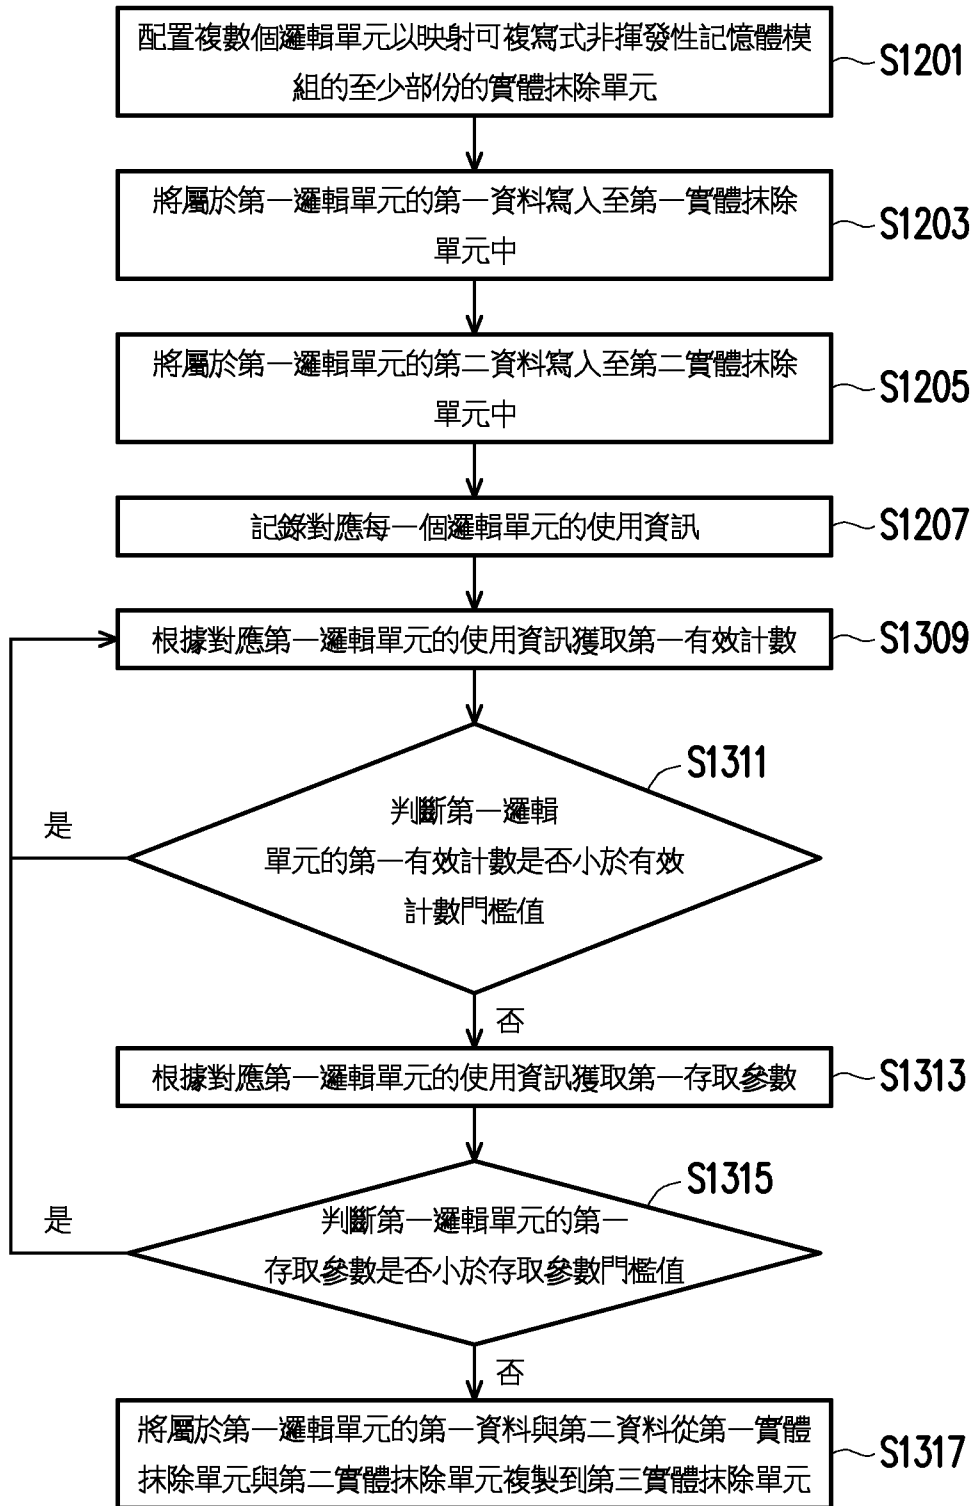 配置複數個邏輯單元以映射可複寫式非揮發性記憶體模
組的至少部份的實體抹除單元
S1201
將屬於第一邏輯單元的第一資料寫入至第一實體抹除
單元中
S1203
將屬於第一邏輯單元的第二資料寫入至第二實體抹除
單元中
S1205
記錄對應每一個邏輯單元的使用資訊
S1207
根據對應第一邏輯單元的使用資訊獲取第一有效計數
S1309
S1311
判斷第一邏輯
單元的第一有效計數是否小於有效
計數門檻值
是
否
根據對應第一邏輯單元的使用資訊獲取第一存取參數
S1313
S1315
判斷第一邏輯單元的第一
存取參數是否小於存取參數門檻值
是
否
將屬於第一邏輯單元的第一資料與第二資料從第一實體
抹除單元與第二實體抹除單元複製到第三實體抹除單元
S1317